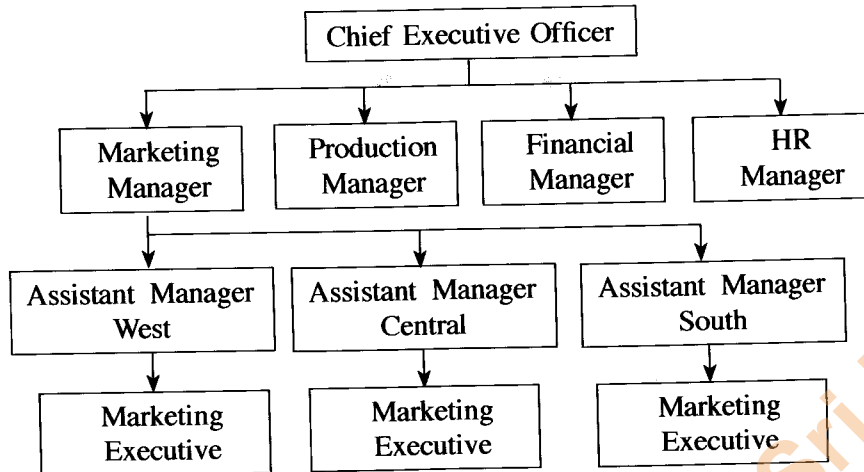 Chief Executive Officer
Marketing
Manager
Production
Manager
Financial
Manager
HR
Manager
Assistant Manager
West
Assistant Manager
Central
Assistant Manager
South
Marketing
Executive
Marketing
Executive
Marketing
Executive
Sri